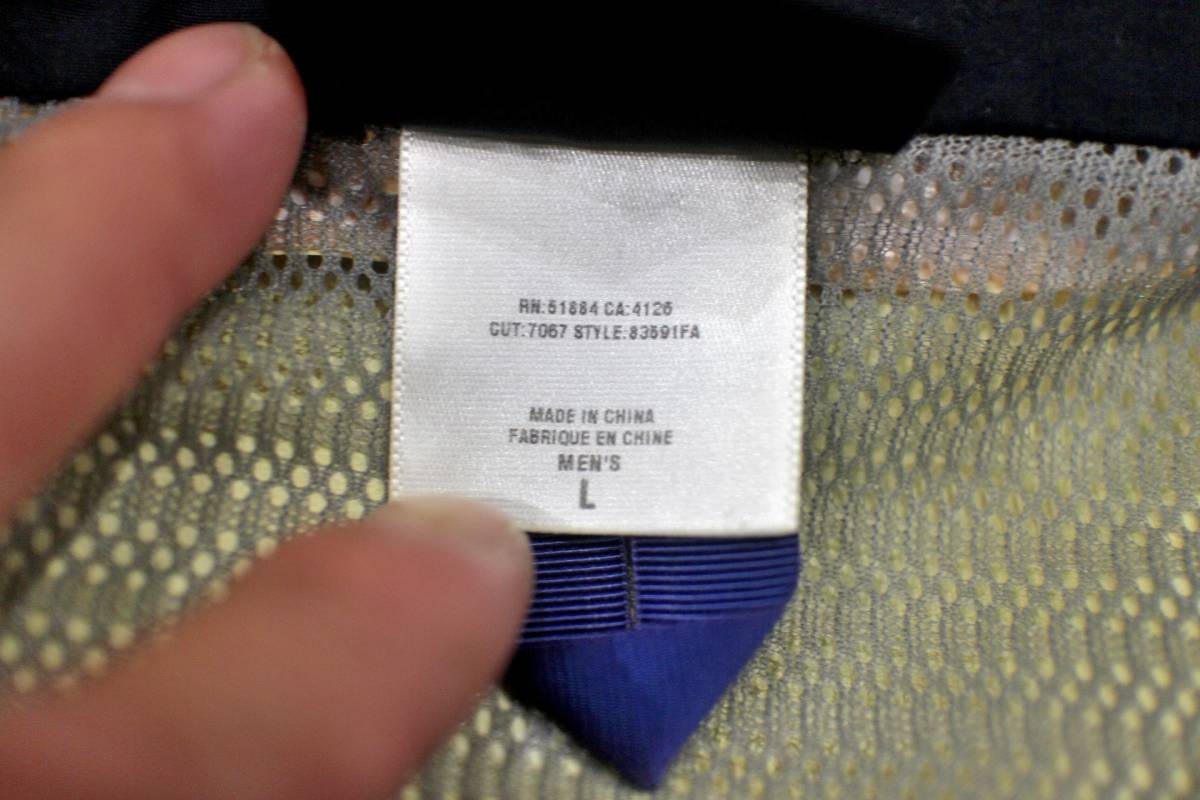 RN:51884 CA:4126
CUT:7067 STYLE:83591FA
MADE IN CHINA
FABRIQUE EN CHINE
MEN'S
L